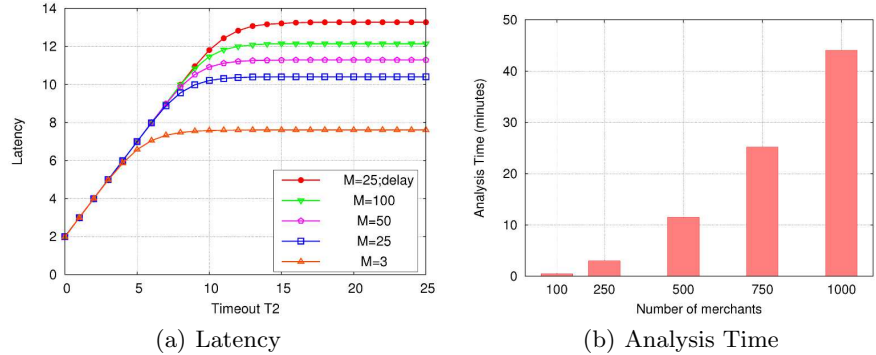 14
12
10
8
6
4
2
0
Latency
M=25;delay
M=100
M=50
M=25
M=3
0
5
10
15
20
25
Timeout T2
(a) Latency
50
40
30
20
10
0
Analysis Time (minutes)
100
250
500
750
1000
Number of merchants
(b) Analysis Time